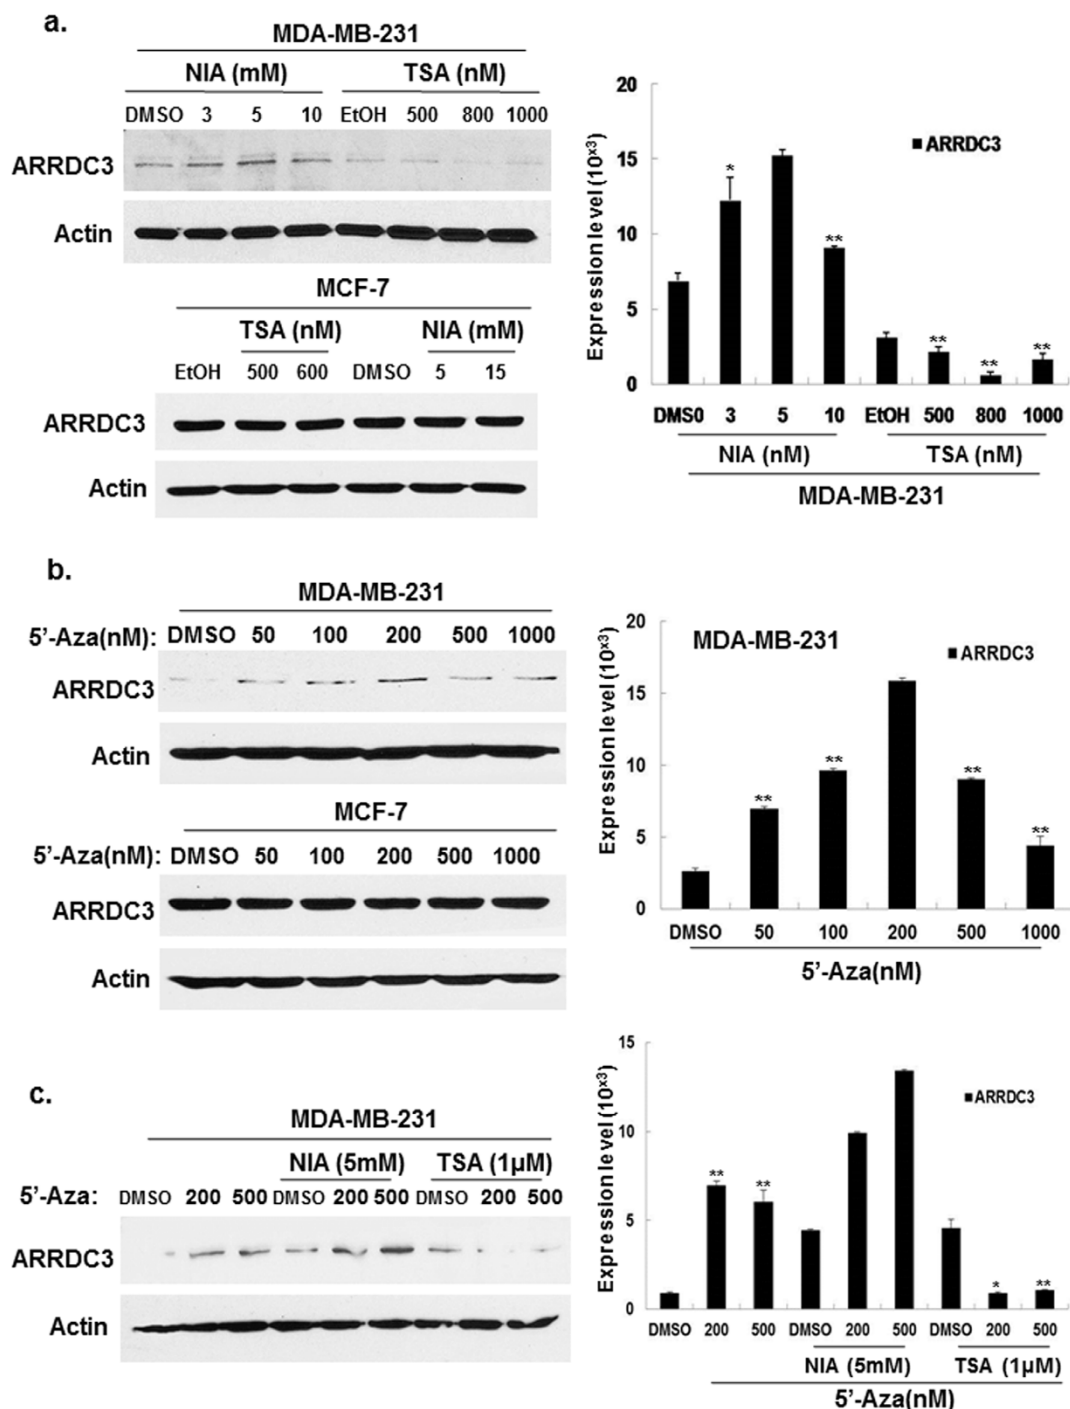 a.
MDA-MB-231
NIA (mM) TSA (nM)
DMSO 3 5 10 EtOH 500 800 1000
ARRDC3
Actin
MCF-7
TSA (nM) NIA (mM)
EtOH 500 600 DMSO 5 15
ARRDC3
Actin
20
15
10
5
0
Expression level (10^x3)
ARRDC3
*
**
**
**
**
DMS0 3 5 10 EtOH 500 800 1000
NIA (nM) TSA (nM)
MDA-MB-231
b.
MDA-MB-231
5’-Aza(nM): DMSO 50 100 200 500 1000
ARRDC3
Actin
MCF-7
5’-Aza(nM): DMSO 50 100 200 500 1000
ARRDC3
Actin
20
15
10
5
0
Expression level (10^x3)
MDA-MB-231
ARRDC3
**
**
**
**
DMSO 50 100 200 500 1000
5’-Aza(nM)
c.
MDA-MB-231
NIA (5mM) TSA (1µM)
5’-Aza: DMSO 200 500 DMSO 200 500 DMSO 200 500
ARRDC3
Actin
15
10
5
0
Expression level (10^x3)
ARRDC3
**
**
*
**
DMSO 200 500 DMSO 200 500 DMSO 200 500
NIA (5mM) TSA (1µM)
5’-Aza(nM)